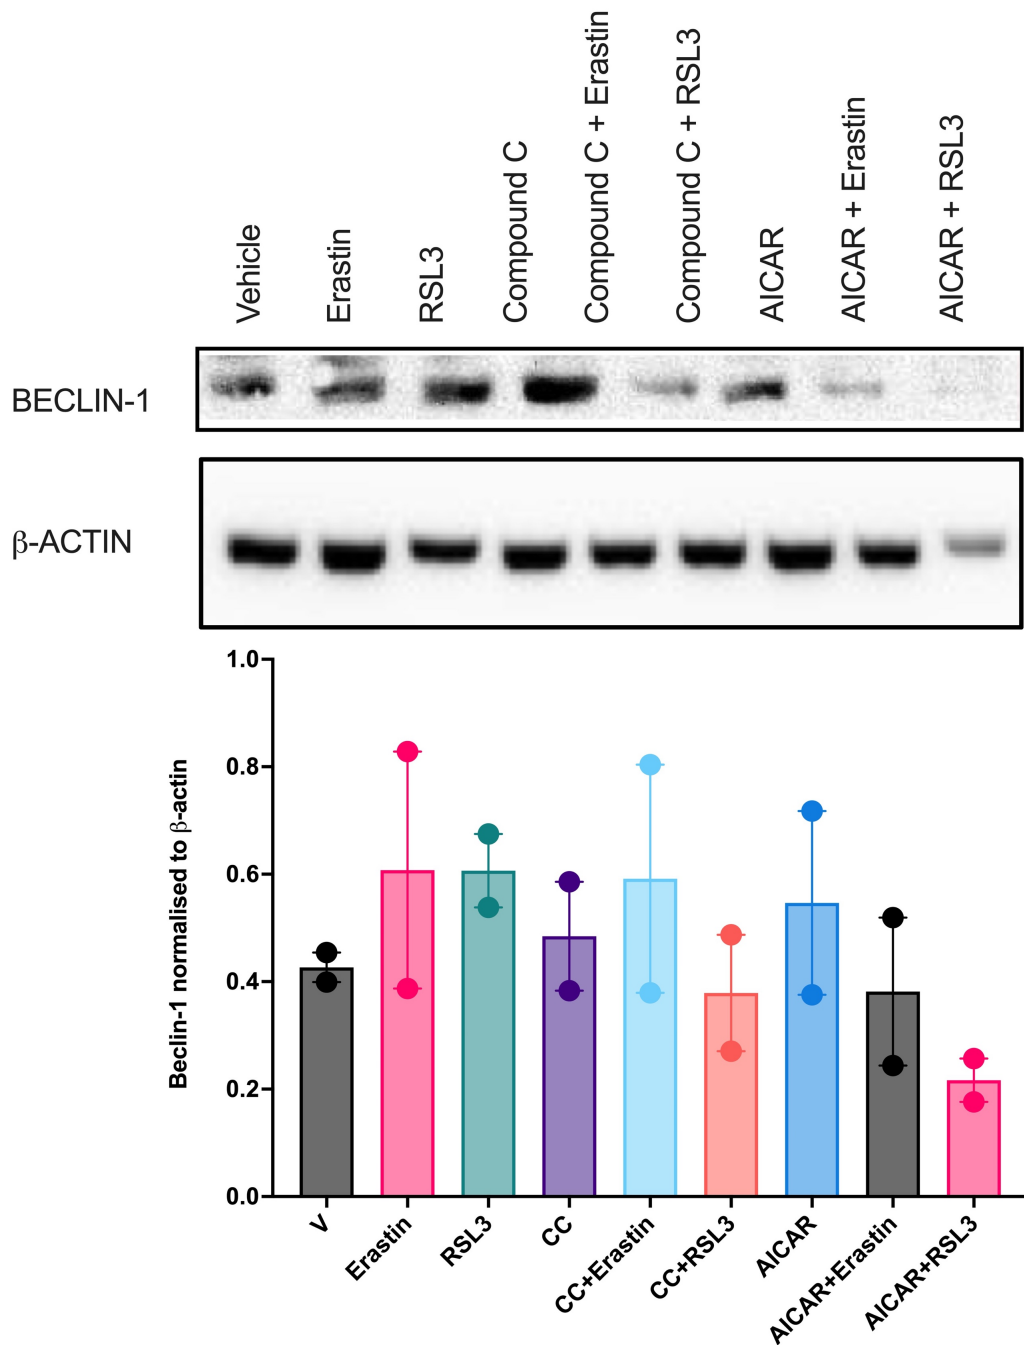 Vehicle
Erastin
RSL3
Compound C
Compound C + Erastin
Compound C + RSL3
AICAR
AICAR + Erastin
AICAR + RSL3
BECLIN-1
β-ACTIN
Beclin-1 normalised to β-actin
1.0
0.8
0.6
0.4
0.2
0.0
V
Erastin
RSL3
CC
CC+Erastin
CC+RSL3
AICAR
AICAR+Erastin
AICAR+RSL3